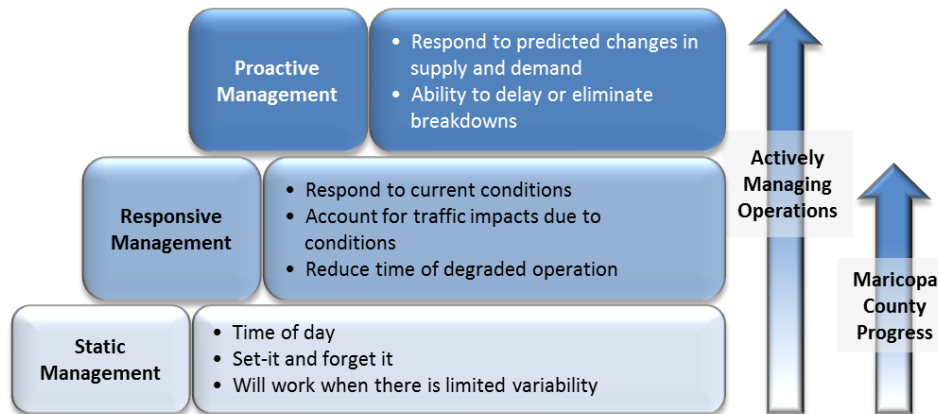 Proactive
Management
• Respond to predicted changes in
supply and demand
• Ability to delay or eliminate
breakdowns
Responsive
Management
• Respond to current conditions
• Account for traffic impacts due to
conditions
• Reduce time of degraded operation
Static
Management
• Time of day
• Set-it and forget it
• Will work when there is limited variability
Actively
Managing
Operations
Maricopa
County
Progress